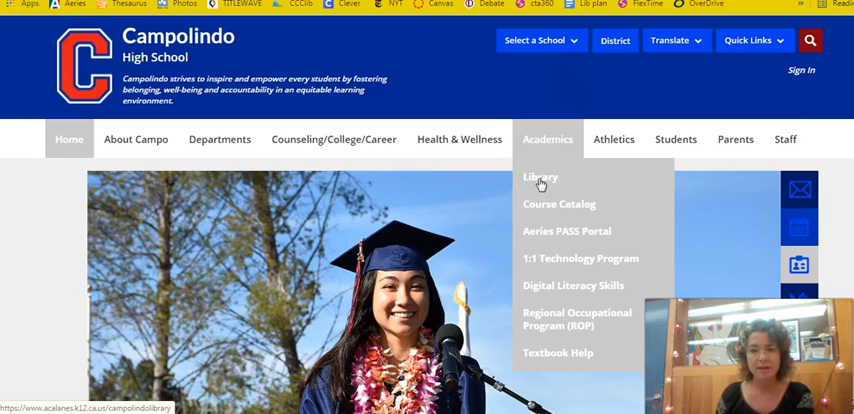 Apps Aeries Thesaurus Photos TITLEWAVE CCClib Clever NYT Canvas Debate cta360 Lib plan FlexTime OverDrive » Readin
C
Campolindo
High School
Campolindo strives to inspire and empower every student by fostering
belonging, well-being and accountability in an equitable learning
environment.
Select a School District Translate Quick Links
Sign In
Home About Campo Departments Counseling/College/Career Health & Wellness Academics Athletics Students Parents Staff
Library
Course Catalog
Aeries PASS Portal
1:1 Technology Program
Digital Literacy Skills
Regional Occupational
Program (ROP)
Textbook Help
https://www.acalanes.k12.ca.us/campolindolibrary